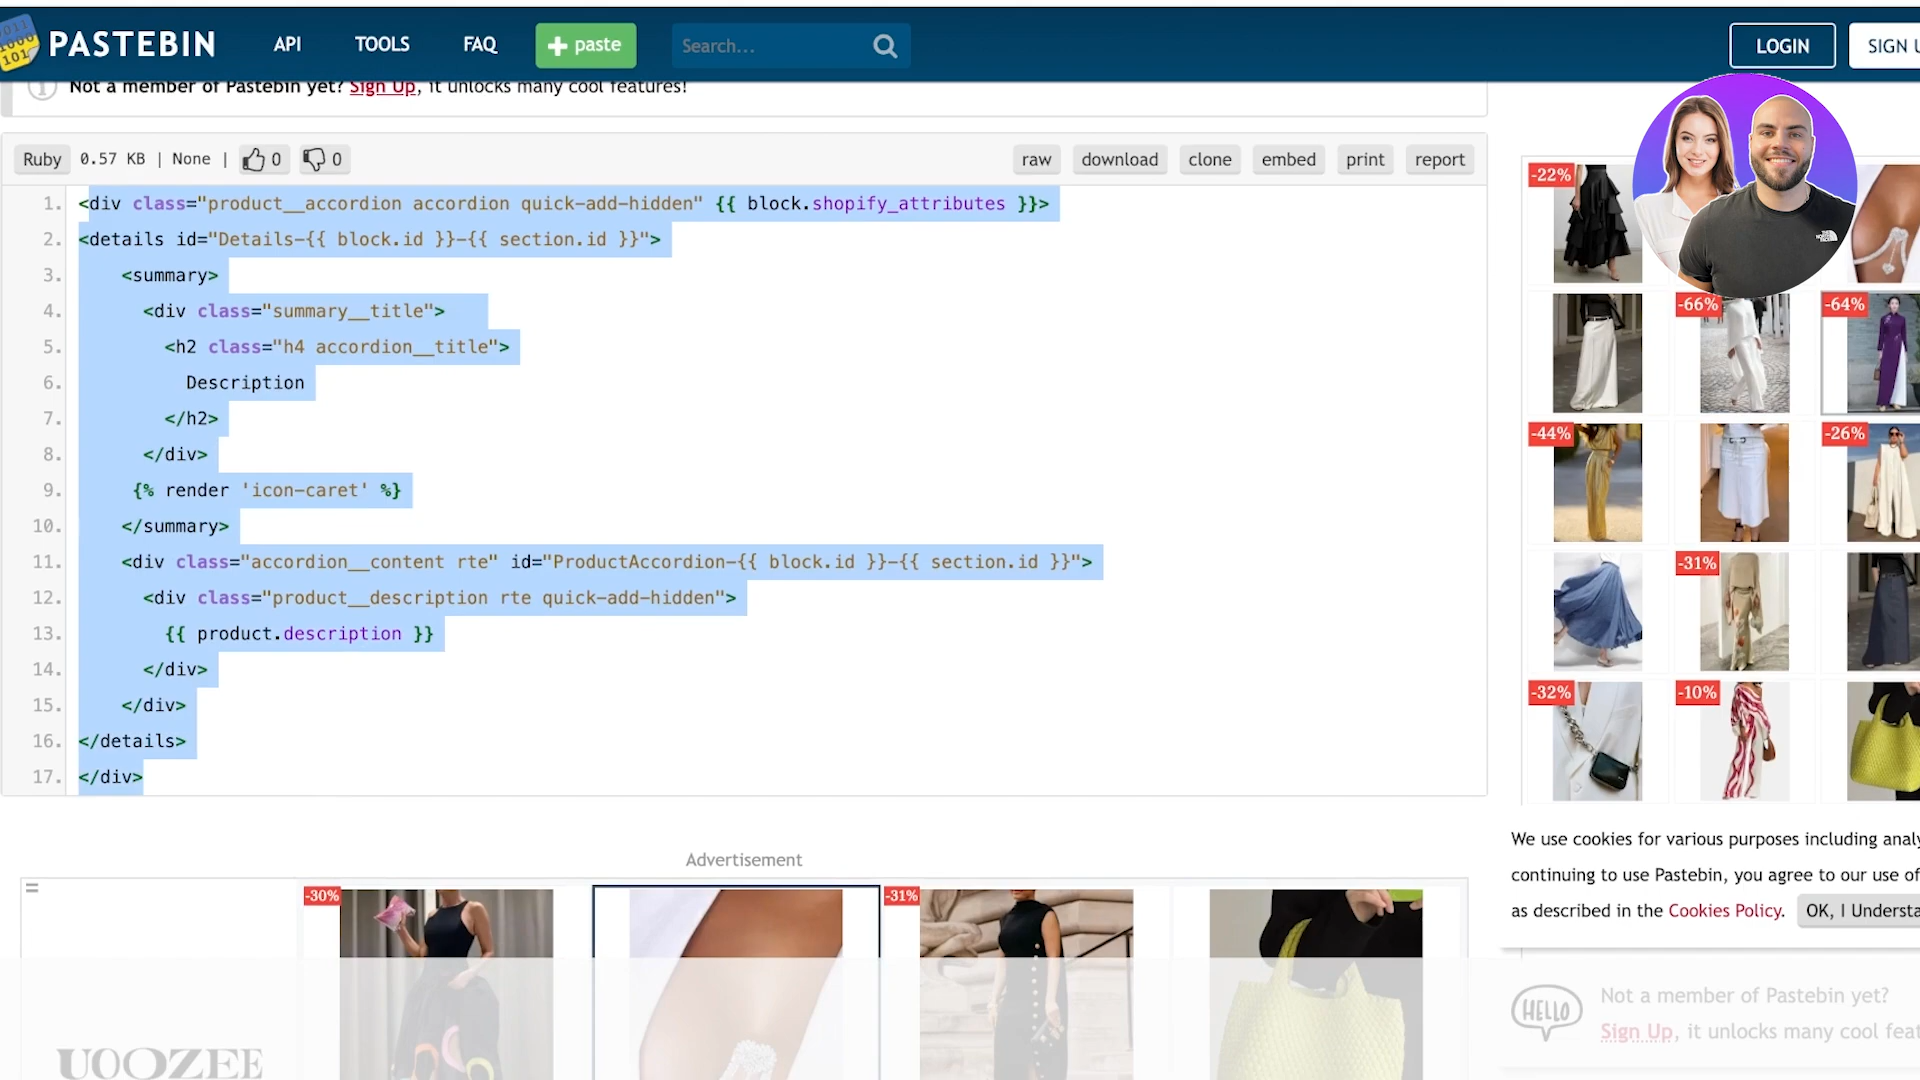 PASTEBIN API TOOLS FAQ + paste Search... LOGIN SIGN
Not a member of Pastebin yet? Sign Up, it unlocks many cool features!
Ruby 0.57 KB | None | 0 0 raw download clone embed print report
1. <div class="product__accordion accordion quick-add-hidden" {{ block.shopify_attributes }}>
2. <details id="Details-{{ block.id }}-{{ section.id }}">
3. <summary>
4. <div class="summary__title">
5. <h2 class="h4 accordion__title">
6. Description
7. </h2>
8. </div>
9. {% render 'icon-caret' %}
10. </summary>
11. <div class="accordion__content rte" id="ProductAccordion-{{ block.id }}-{{ section.id }}">
12. <div class="product__description rte quick-add-hidden">
13. {{ product.description }}
14. </div>
15. </div>
16. </details>
17. </div>
-22%
-66% -64%
-44% -26%
-31%
-32% -10%
THE NORTH FACE
We use cookies for various purposes including
continuing to use Pastebin, you agree to our use of
as described in the Cookies Policy. OK, I
Advertisement
-30% -31%
UOOZEE
HELLO
Not a member of Pastebin yet?
Sign Up, it unlocks many cool